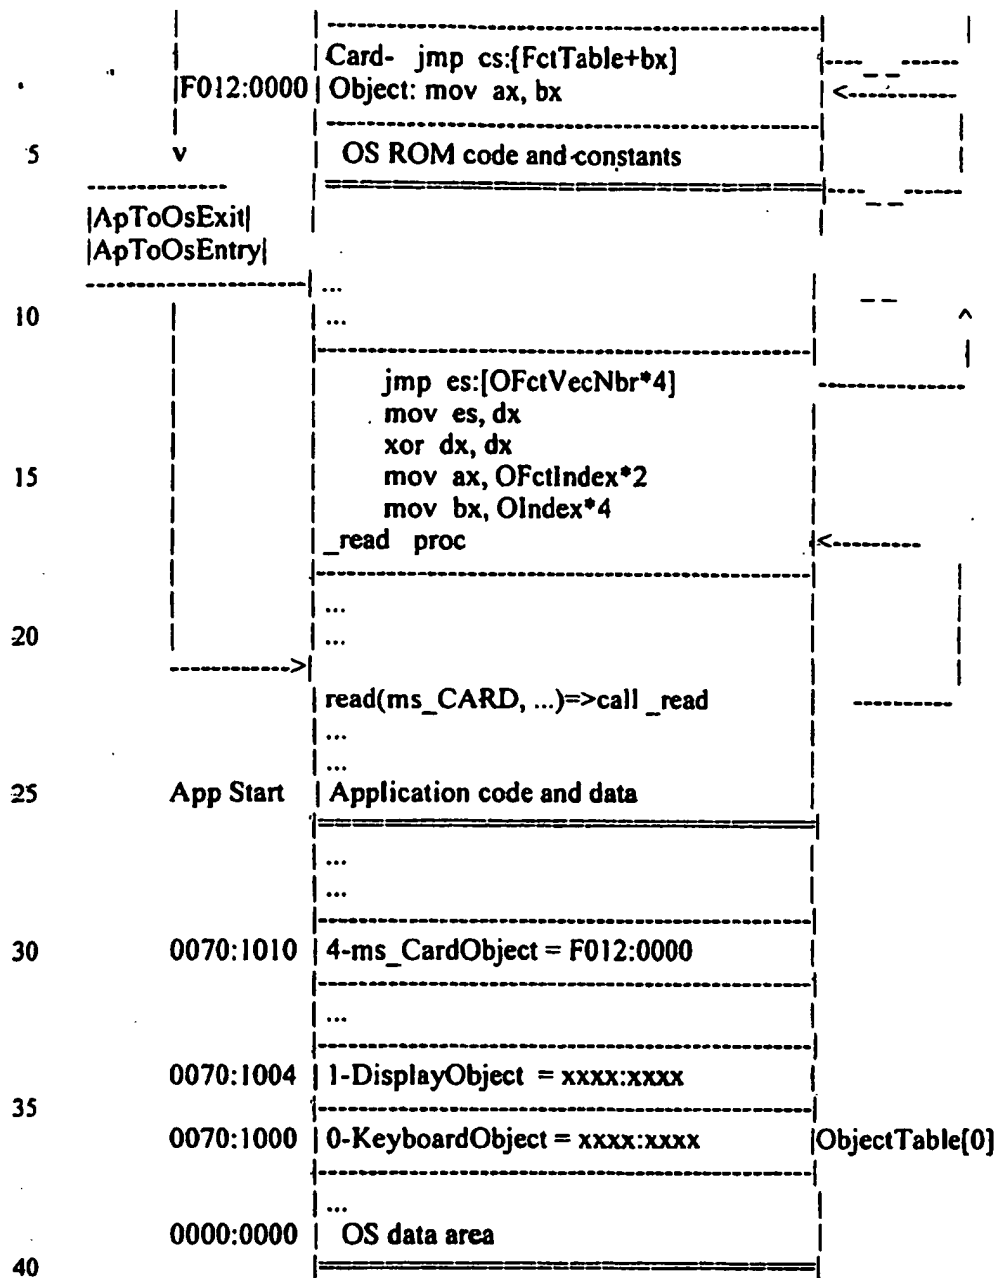 Card- jmp cs:[FctTable+bx]
F012:0000 Object: mov ax, bx
5 v OS ROM code and constants
|ApToOsExit|
|ApToOsEntry|
...
10 ...
jmp es:[OFctVecNbr*4]
mov es, dx
xor dx, dx
15 mov ax, OFctIndex*2
mov bx, OIndex*4
_read proc
...
20 ...
read(ms_CARD, ...)=>call _read
...
...
25 App Start Application code and data
...
...
30 0070:1010 4-ms_CardObject = F012:0000
...
0070:1004 1-DisplayObject = xxxx:xxxx
35
0070:1000 0-KeyboardObject = xxxx:xxxx ObjectTable[0]
...
0000:0000 OS data area
40